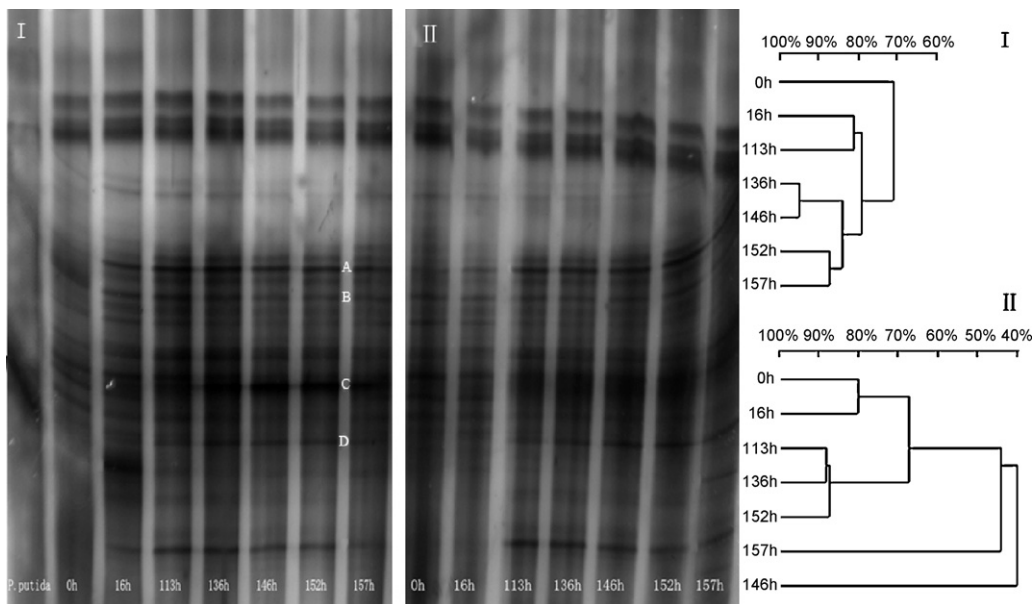 I
A
B
C
D
P.putida 0h 16h 113h 136h 146h 152h 157h
II
0h 16h 113h 136h 146h 152h 157h
100% 90% 80% 70% 60% I
0h
16h
113h
136h
146h
152h
157h
II
100% 90% 80% 70% 60% 50% 40%
0h
16h
113h
136h
152h
157h
146h